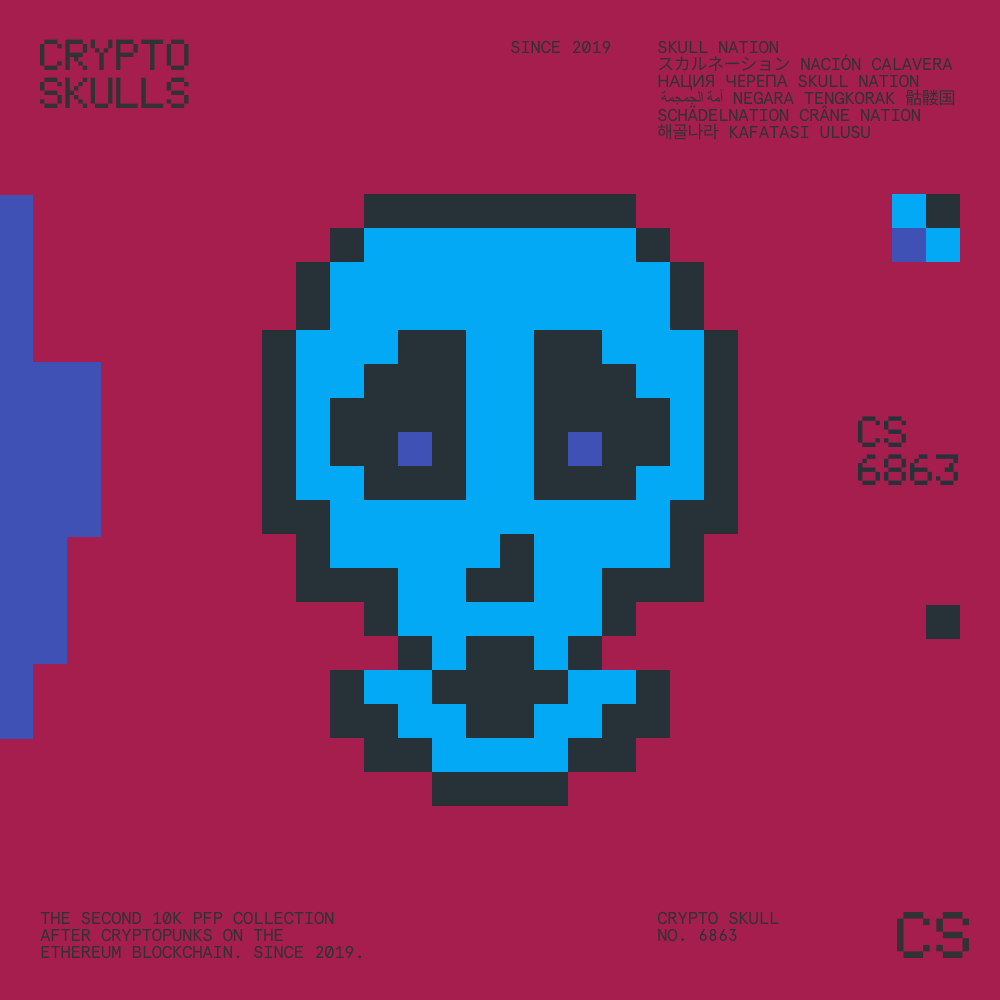 CRYPTO
SKULLS
SINCE 2019
SKULL NATION
スカルネーション NACIÓN CALAVERA
НАЦИЯ ЧЕРЕПА SKULL NATION
أمة الجمجمة NEGARA TENGKORAK 骷髅国
SCHÄDELNATION CRÂNE NATION
해골나라 KAFATASI ULUSU
CS
6863
THE SECOND 10K PFP COLLECTION
AFTER CRYPTOPUNKS ON THE
ETHEREUM BLOCKCHAIN. SINCE 2019.
CRYPTO SKULL
NO. 6863
CS